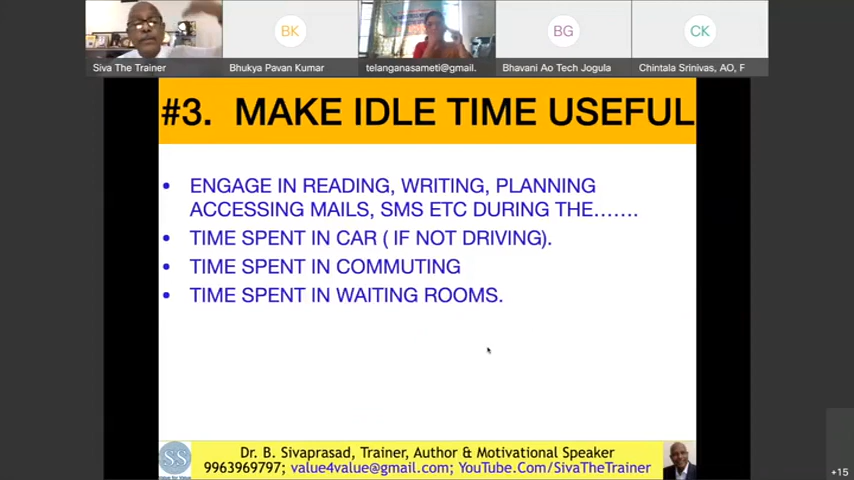 BK
BG
CK
Siva The Trainer
Bhukya Pavan Kumar
telanganasameti@gmail.
Bhavani Ao Tech Jogula
Chintala Srinivas, AO, F
#3. MAKE IDLE TIME USEFUL
• ENGAGE IN READING, WRITING, PLANNING
ACCESSING MAILS, SMS ETC DURING THE…….
• TIME SPENT IN CAR ( IF NOT DRIVING).
• TIME SPENT IN COMMUTING
• TIME SPENT IN WAITING ROOMS.
Dr. B. Sivaprasad, Trainer, Author & Motivational Speaker
9963969797; value4value@gmail.com; YouTube.Com/SivaTheTrainer
+15